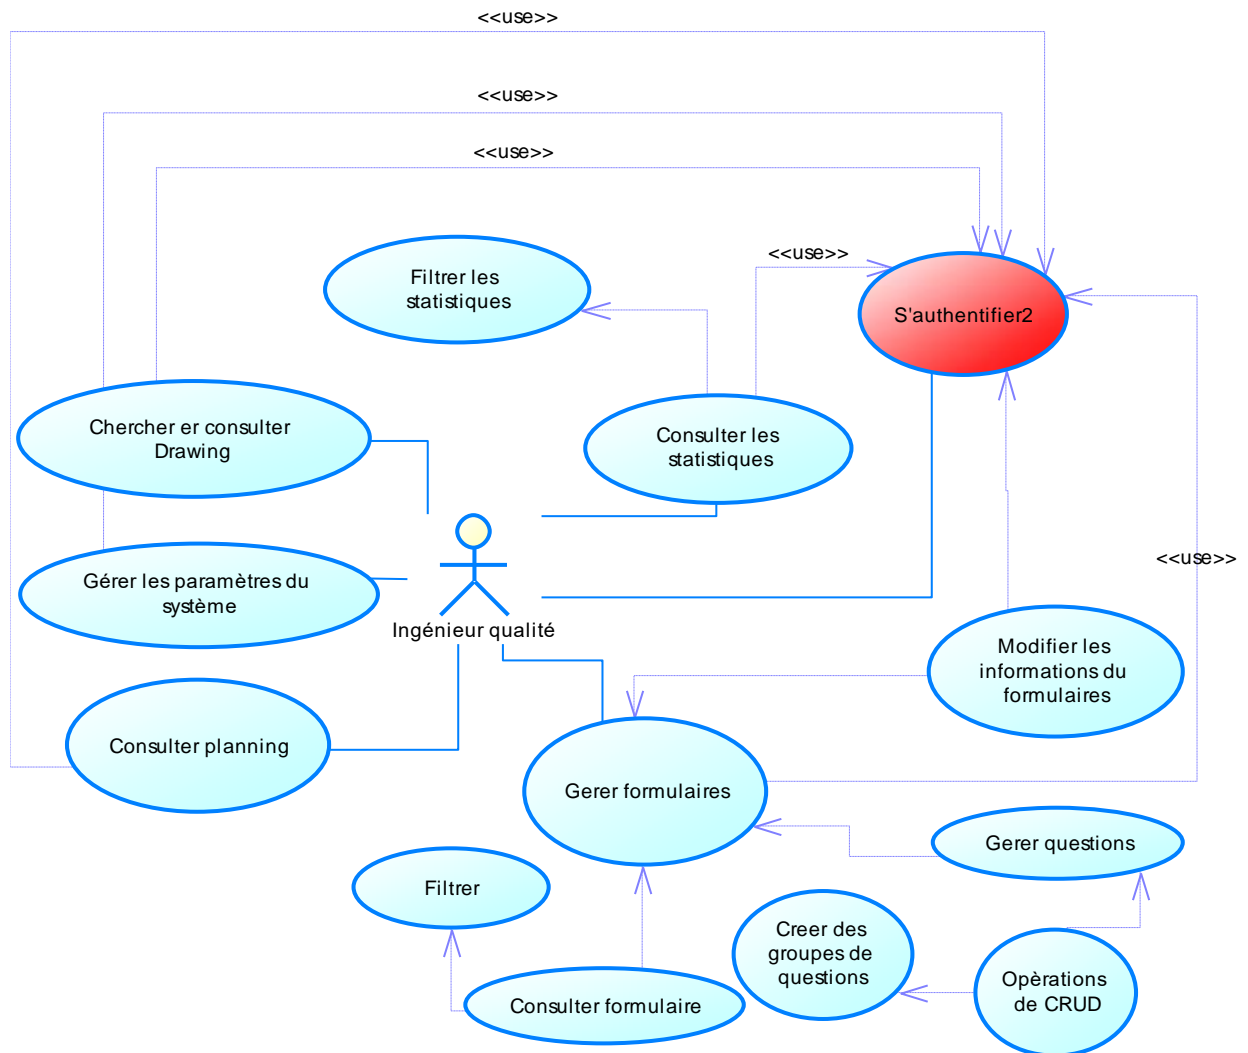 <<use>>
<<use>>
<<use>>
<<use>>
Filtrer les
statistiques
S'authentifier2
Chercher er consulter
Drawing
Consulter les
statistiques
<<use>>
Gérer les paramètres du
système
Ingénieur qualité
Modifier les
informations du
formulaires
Consulter planning
Gerer formulaires
Gerer questions
Filtrer
Creer des
groupes de
questions
Opèrations
de CRUD
Consulter formulaire